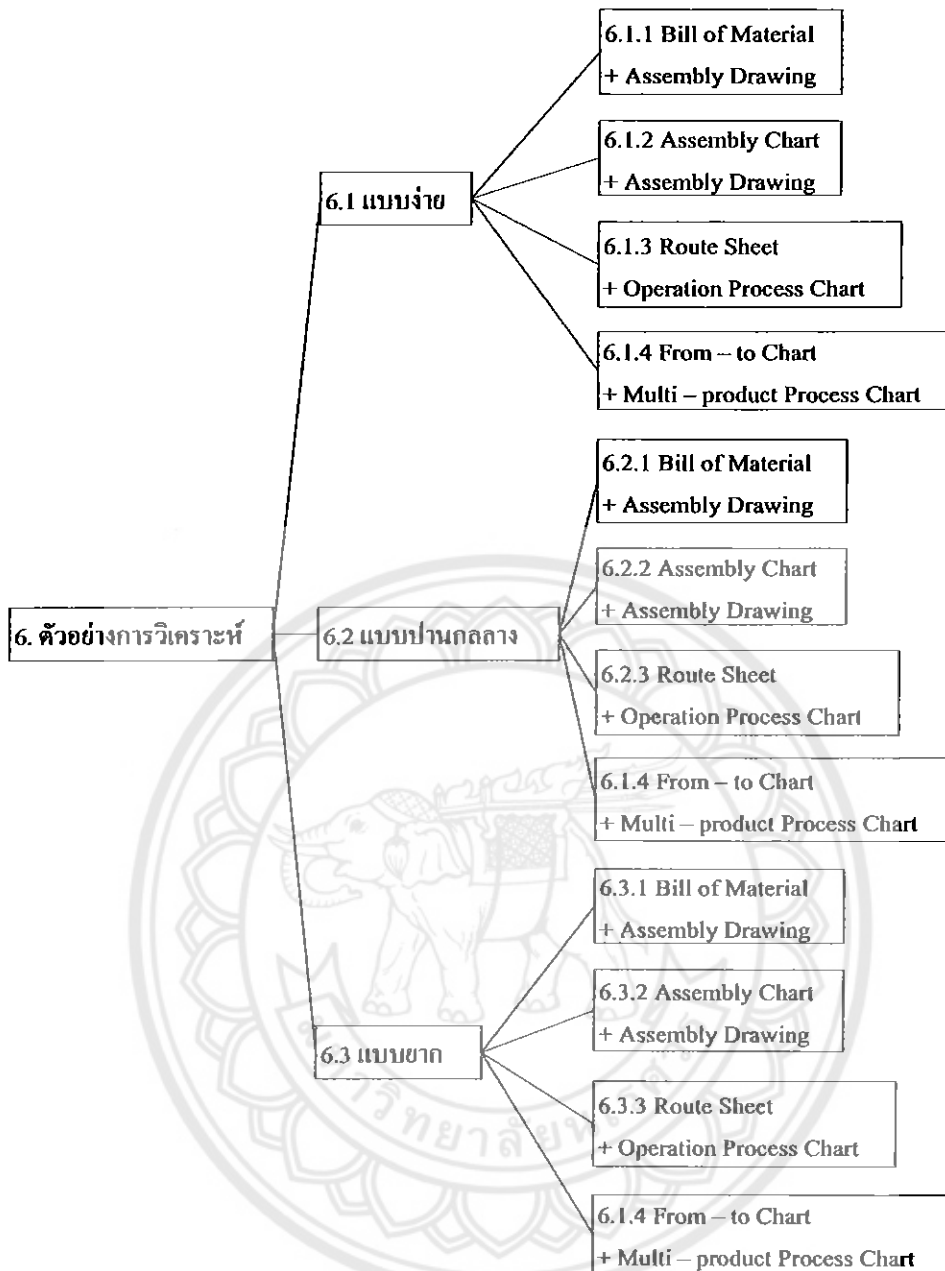 6. ตัวอย่างการวิเคราะห์
6.1 แบบง่าย
6.1.1 Bill of Material
+ Assembly Drawing
6.1.2 Assembly Chart
+ Assembly Drawing
6.1.3 Route Sheet
+ Operation Process Chart
6.1.4 From – to Chart
+ Multi – product Process Chart
6.2 แบบปานกลาง
6.2.1 Bill of Material
+ Assembly Drawing
6.2.2 Assembly Chart
+ Assembly Drawing
6.2.3 Route Sheet
+ Operation Process Chart
6.1.4 From – to Chart
+ Multi – product Process Chart
6.3 แบบยาก
6.3.1 Bill of Material
+ Assembly Drawing
6.3.2 Assembly Chart
+ Assembly Drawing
6.3.3 Route Sheet
+ Operation Process Chart
6.1.4 From – to Chart
+ Multi – product Process Chart